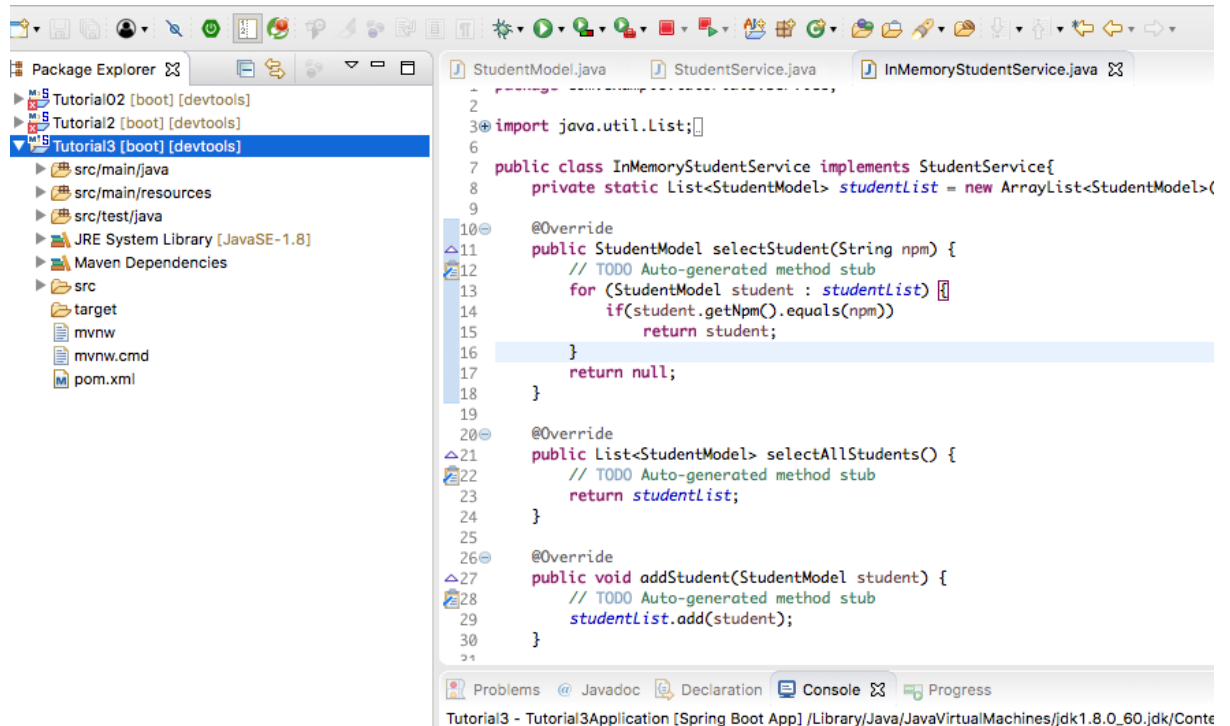 Package Explorer
Tutorial02 [boot] [devtools]
Tutorial2 [boot] [devtools]
Tutorial3 [boot] [devtools]
src/main/java
src/main/resources
src/test/java
JRE System Library [JavaSE-1.8]
Maven Dependencies
src
target
mvnw
mvnw.cmd
pom.xml
StudentModel.java StudentService.java InMemoryStudentService.java
2
3 import java.util.List;
6
7 public class InMemoryStudentService implements StudentService{
8 private static List<StudentModel> studentList = new ArrayList<StudentModel>(
9
10 @Override
11 public StudentModel selectStudent(String npm) {
12 // TODO Auto-generated method stub
13 for (StudentModel student : studentList) {
14 if(student.getNpm().equals(npm))
15 return student;
16 }
17 return null;
18 }
19
20 @Override
21 public List<StudentModel> selectAllStudents() {
22 // TODO Auto-generated method stub
23 return studentList;
24 }
25
26 @Override
27 public void addStudent(StudentModel student) {
28 // TODO Auto-generated method stub
29 studentList.add(student);
30 }
31
Problems @ Javadoc Declaration Console Progress
Tutorial3 - Tutorial3Application [Spring Boot App] /Library/Java/JavaVirtualMachines/jdk1.8.0_60.jdk/Conte